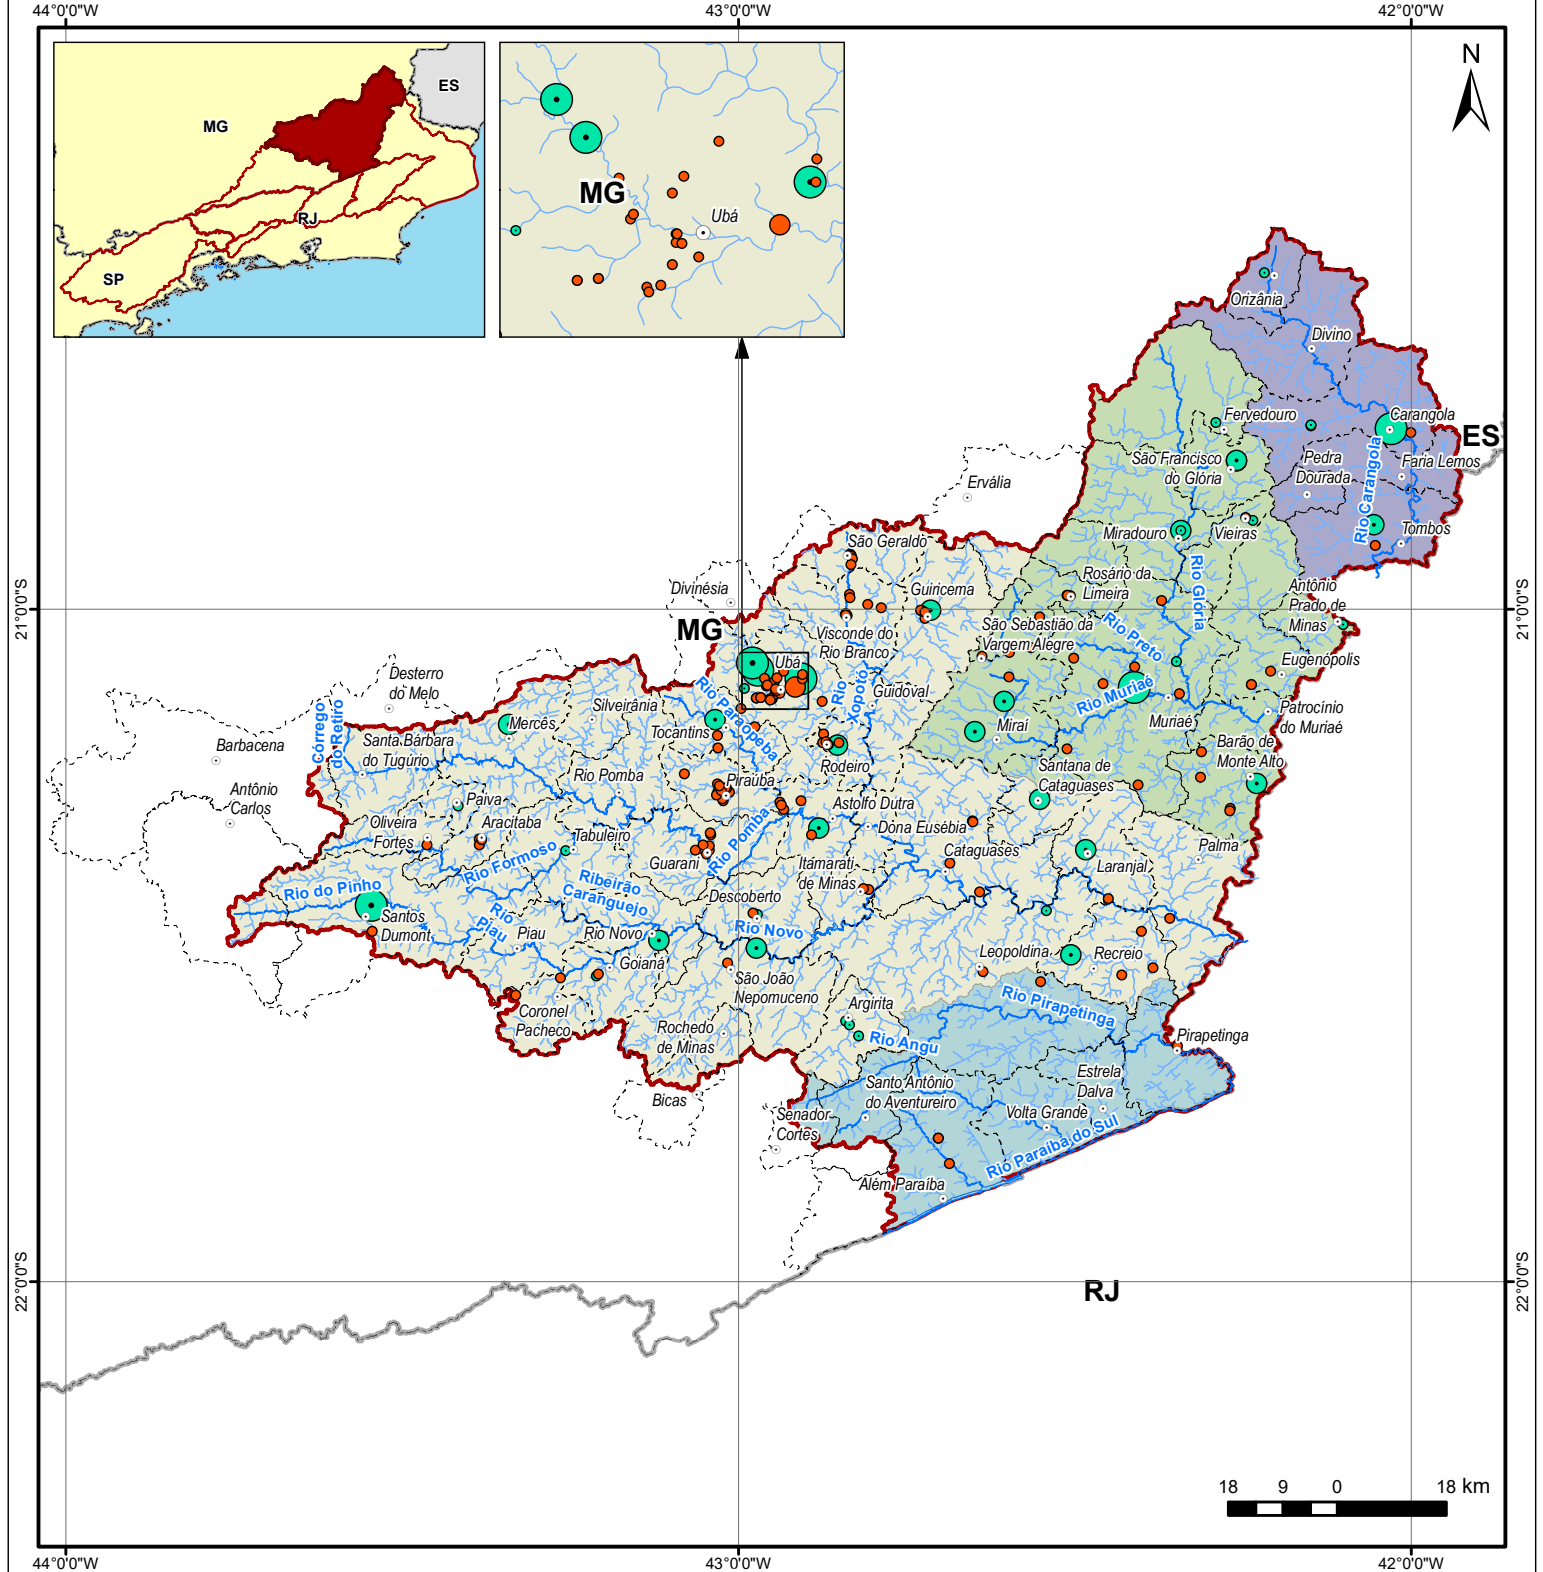 44°0'0"W
43°0'0"W
42°0'0"W
MG
ES
RJ
SP
MG
Ubá
N
Orizânia
Divino
Fervedouro
Carangola
ES
São Francisco
do Glória
Pedra
Dourada
Faria Lemos
Rio Carangola
Ervália
Miradouro
Vieiras
Tombos
São Geraldo
Rio Glória
21°0'0"S
21°0'0"S
Divinésia
Guiricema
Rosário da
Limeira
Antônio
Prado de
Minas
MG
Visconde do
Rio Branco
São Sebastião da
Vargem Alegre
Rio Preto
Eugenópolis
Ubá
Desterro
do Melo
Rio Paraopeba
Rio
Xopotó
Guidoval
Rio Muriaé
Muriaé
Patrocínio
do Muriaé
Córrego
do Retiro
Mercês
Silveirânia
Tocantins
Miraí
Barbacena
Santa Bárbara
do Tugúrio
Rodeiro
Barão de
Monte Alto
Santana de
Cataguases
Antônio
Carlos
Rio Pomba
Piraúba
Paiva
Astolfo Dutra
Oliveira
Fortes
Aracitaba
Tabuleiro
Dona Eusébia
Rio Pomba
Guarani
Rio Formoso
Itamarati
de Minas
Cataguases
Laranjal
Palma
Rio do Pinho
Ribeirão
Caranguejo
Descoberto
Santos
Dumont
Rio
Piau
Piau
Rio Novo
Rio Novo
Goianá
São João
Nepomuceno
Leopoldina
Recreio
Coronel
Pacheco
Rochedo
de Minas
Argirita
Rio Pirapetinga
Rio Angu
Pirapetinga
Bicas
Santo Antônio
do Aventureiro
Estrela
Dalva
Volta Grande
Senador
Cortes
Rio Paraíba do Sul
Além Paraíba
22°0'0"S
22°0'0"S
RJ
18 9 0 18 km
44°0'0"W
43°0'0"W
42°0'0"W